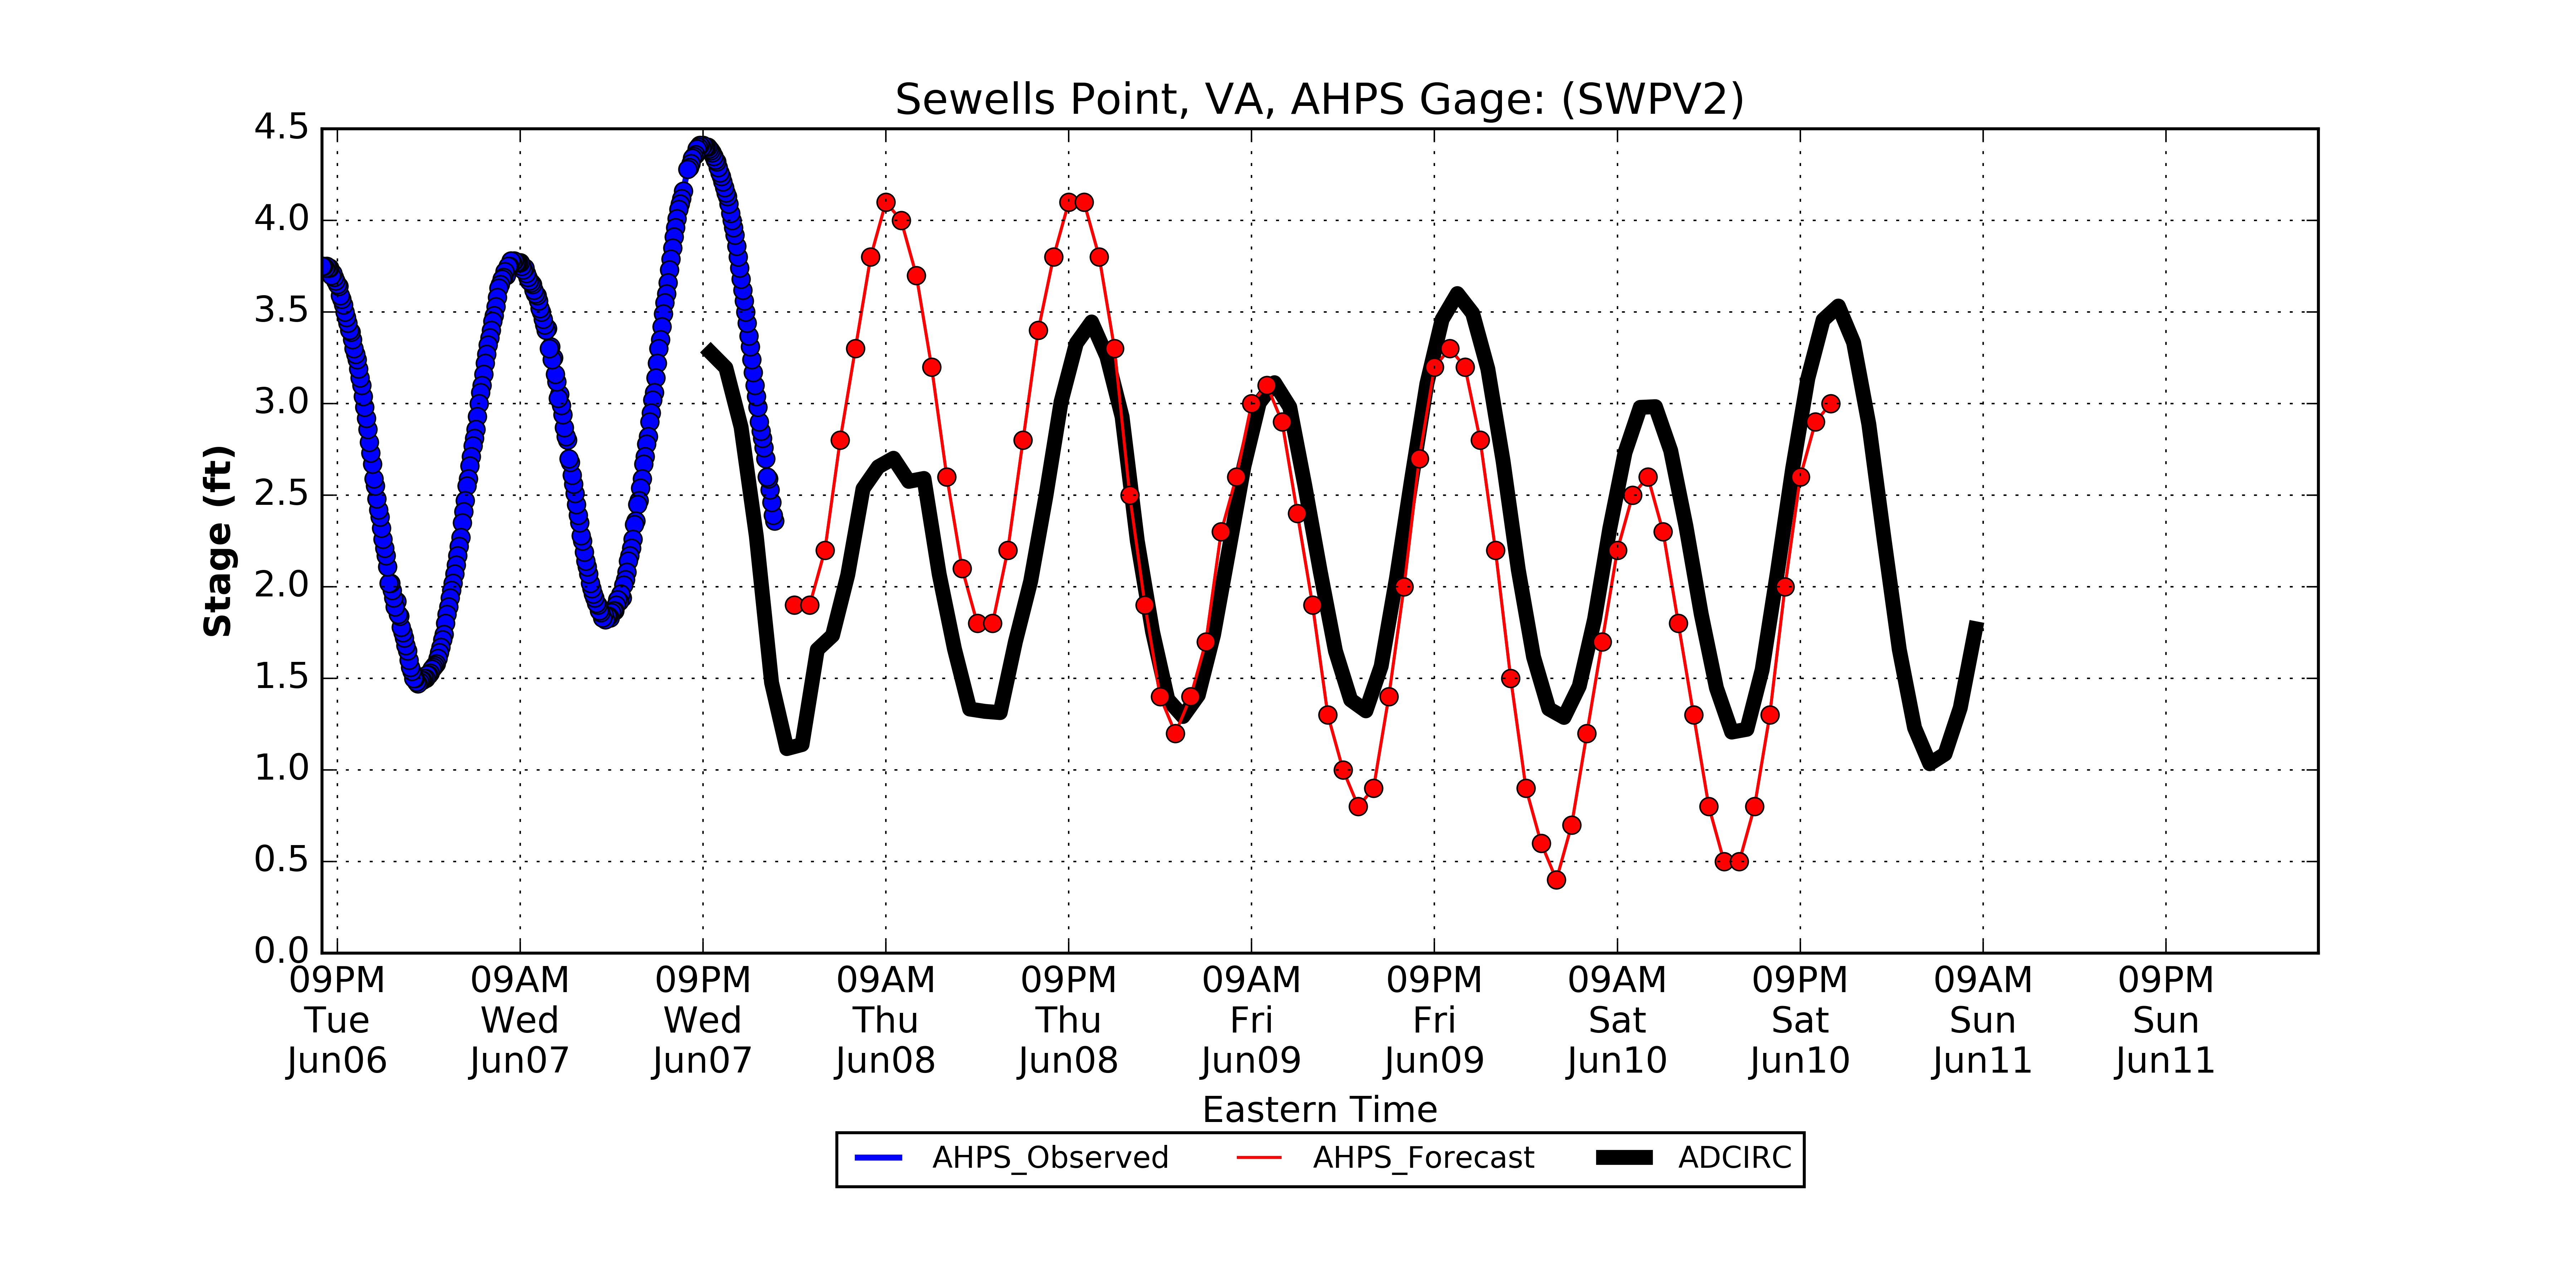 Sewells Point, VA, AHPS Gage: (SWPV2)
4.5
4.0
3.5
3.0
2.5
2.0
1.5
1.0
0.5
0.0
Stage (ft)
09PM 09AM 09PM 09AM 09PM 09AM 09PM 09AM 09PM 09AM 09PM
Tue Wed Wed Thu Thu Fri Fri Sat Sat Sun Sun
Jun06 Jun07 Jun07 Jun08 Jun08 Jun09 Jun09 Jun10 Jun10 Jun11 Jun11
Eastern Time
AHPS_Observed AHPS_Forecast ADCIRC